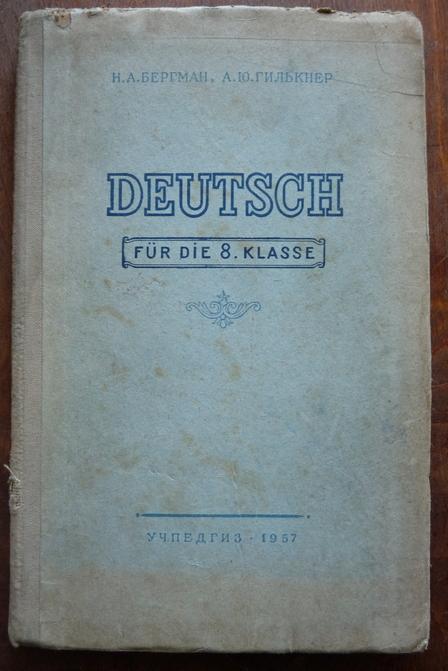 Н.А.БЕРГМАН, А.Ю.ГИЛЬКНЕР
DEUTSCH
FÜR DIE 8. KLASSE
УЧПЕДГИЗ · 1957